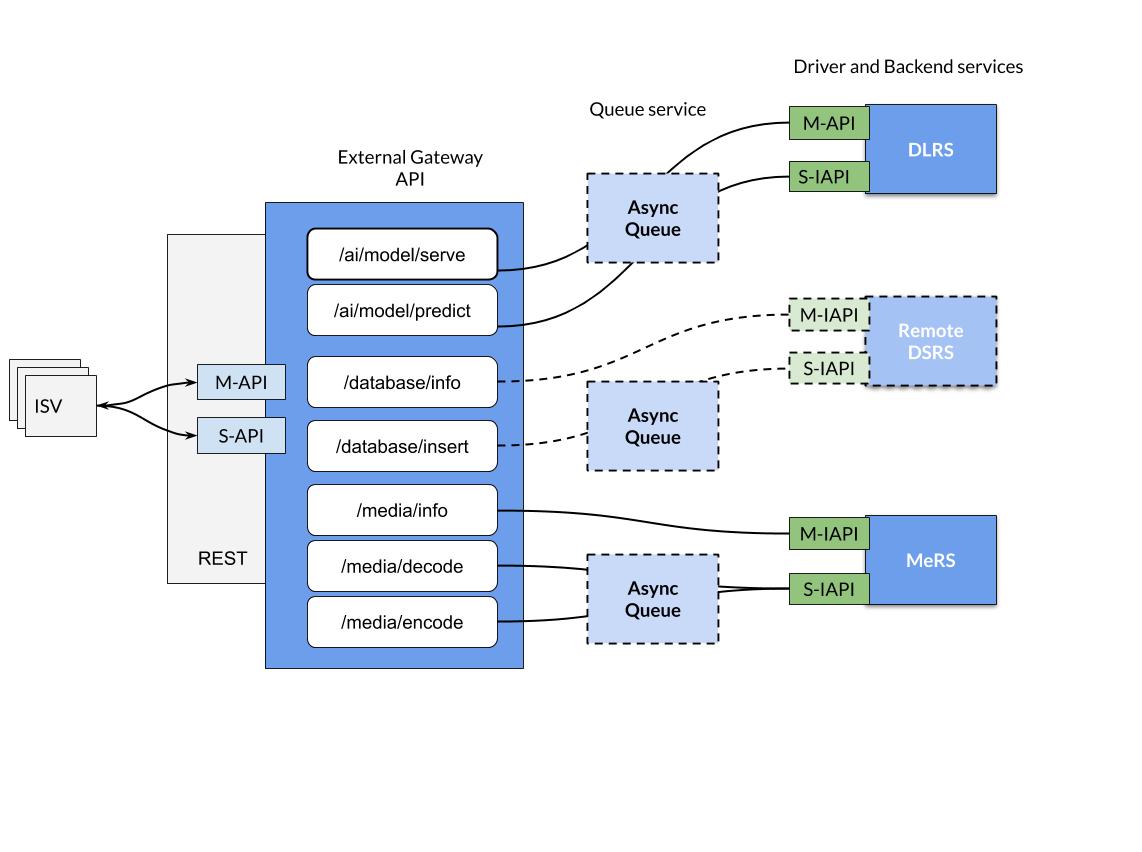 Driver and Backend services
Queue service
External Gateway
API
ISV
M-API
S-API
REST
/ai/model/serve
/ai/model/predict
/database/info
/database/insert
/media/info
/media/decode
/media/encode
Async
Queue
Async
Queue
Async
Queue
M-API
S-IAPI
DLRS
M-IAPI
S-IAPI
Remote
DSRS
M-IAPI
S-IAPI
MeRS